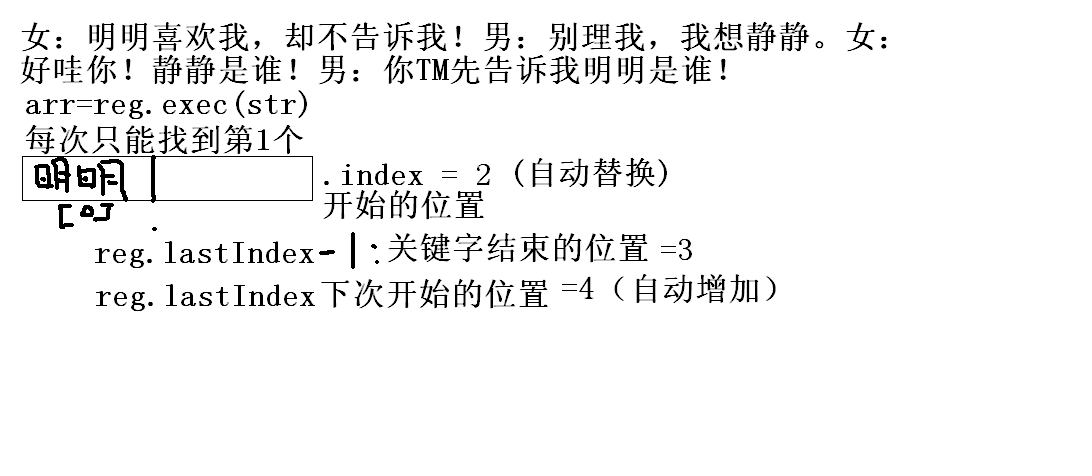 女：明明喜欢我，却不告诉我！男：别理我，我想静静。女：
好哇你！静静是谁！男：你TM先告诉我明明是谁！
arr=reg.exec(str)
每次只能找到第1个
明明 .index = 2 (自动替换)
[0] 开始的位置
reg.lastIndex-1:关键字结束的位置 =3
reg.lastIndex下次开始的位置 =4（自动增加）